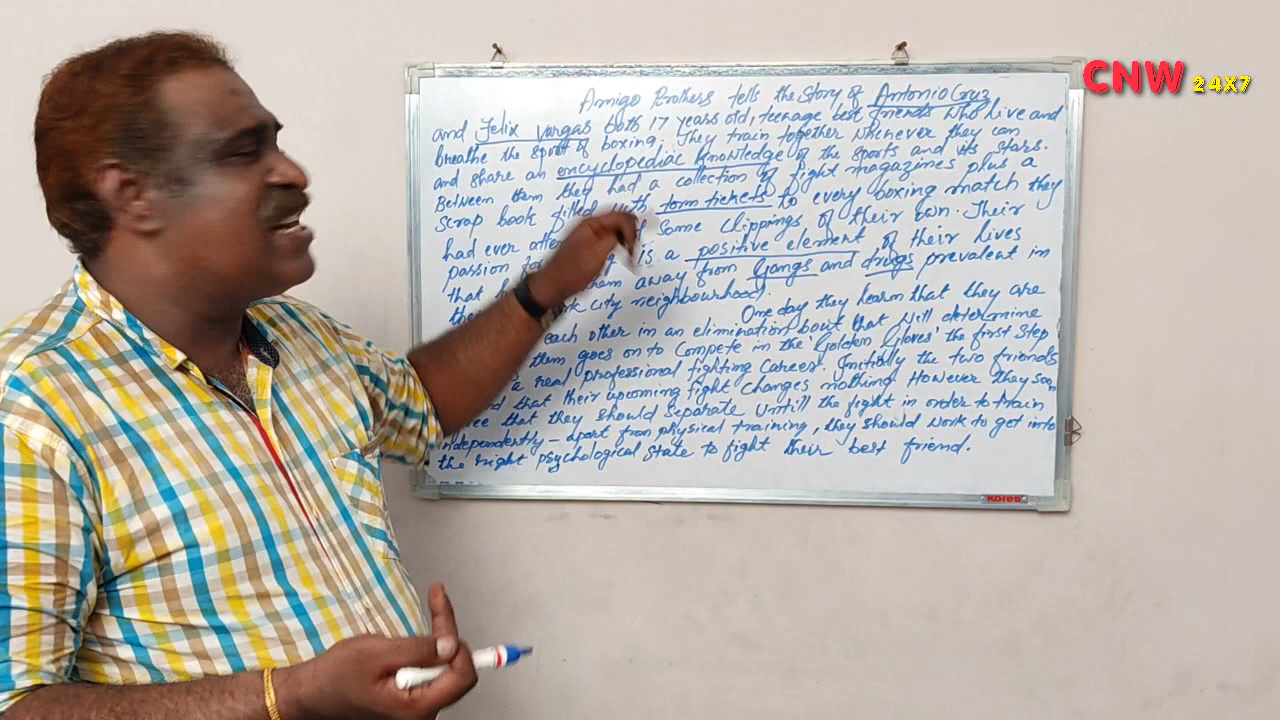 Amigo Brothers tells the story of Antonio Cruz
and Felix Vargas both 17 years old, teenage best friends who live and
breathe the sport of boxing. They train together whenever they can
and share an encyclopediac knowledge of the sports and its stars.
Between them they had a collection of fight magazines plus a
scrap book filled with torn tickets to every boxing match they
had ever some clippings of their own. Their
passion is a positive element of their lives
that away from Gangs and drugs prevalent in
city neighbourhood.
One day they learn that they are
each other in an elimination bout that will determine
them goes on to compete in the 'Golden Gloves' the first step
a real professional fighting career. Initially the two friends
that their upcoming fight changes nothing. However they soon
that they should separate untill the fight in order to train
independently - apart from physical training, they should work to get into
the right psychological state to fight their best friend.
kores
CNW 24X7